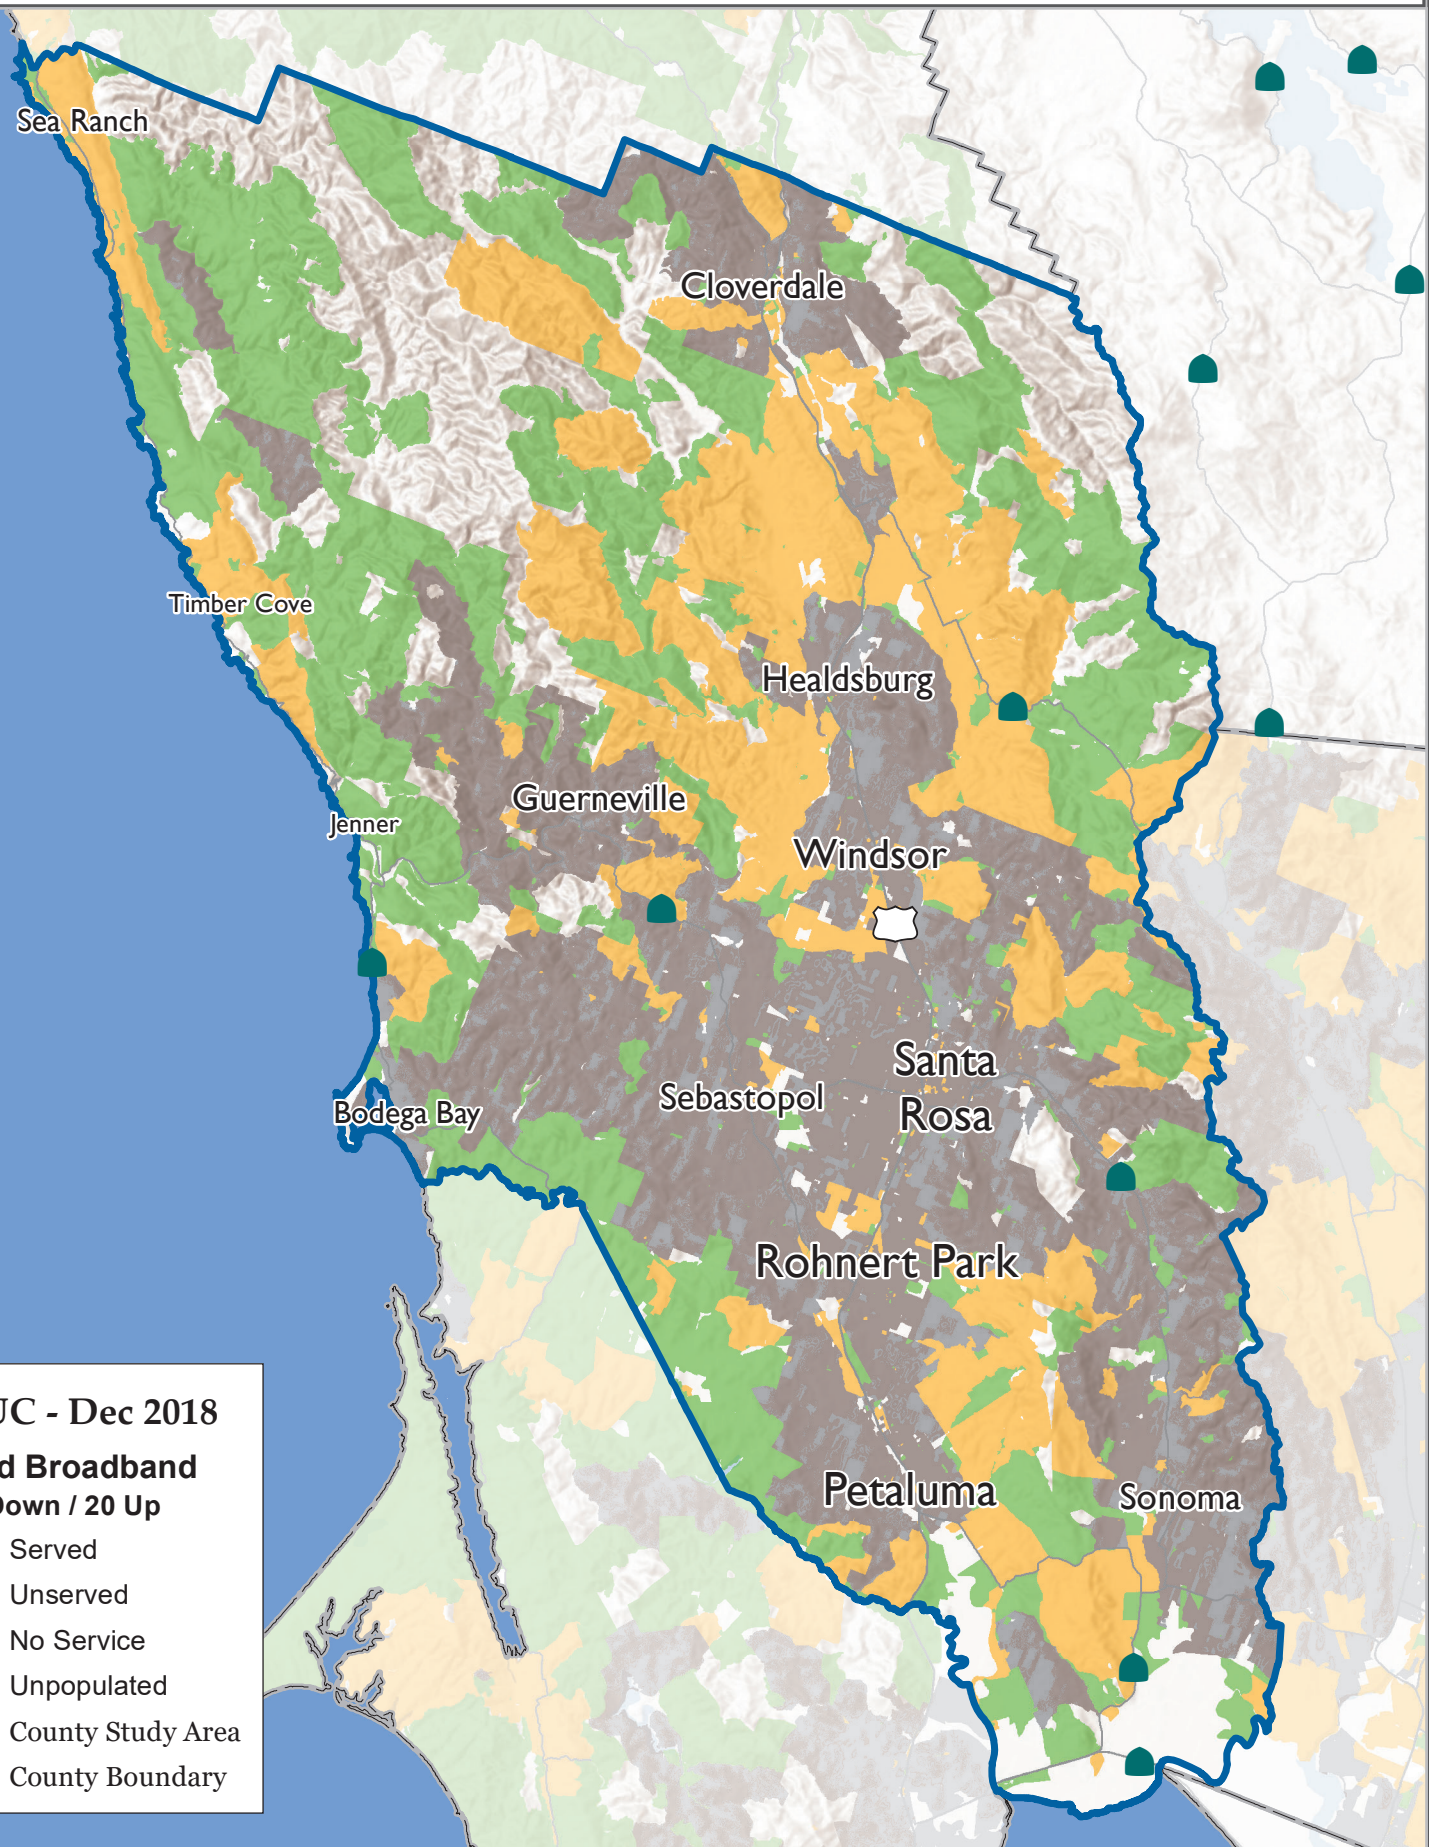 Sea Ranch
Cloverdale
Timber Cove
Healdsburg
Guerneville
Jenner
Windsor
Santa
Rosa
Sebastopol
Bodega Bay
Rohnert Park
Petaluma
Sonoma
UC - Dec 2018
d Broadband
Down / 20 Up
Served
Unserved
No Service
Unpopulated
County Study Area
County Boundary